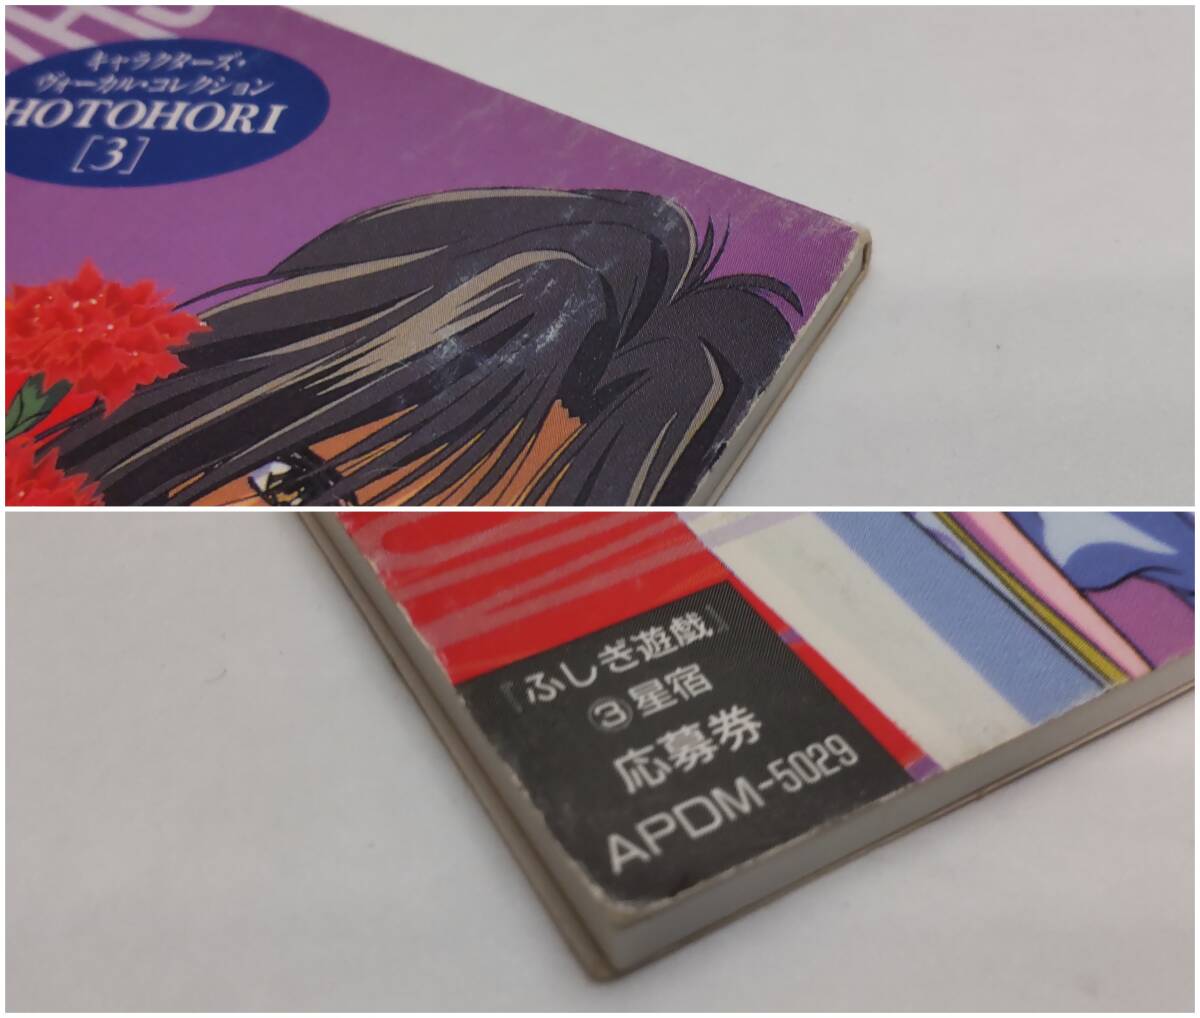 キャラクターズ・
ヴォーカル・コレクション
HOTOHORI
[3]
『ふしぎ遊戯』
③星宿
応募券
APDM-5029